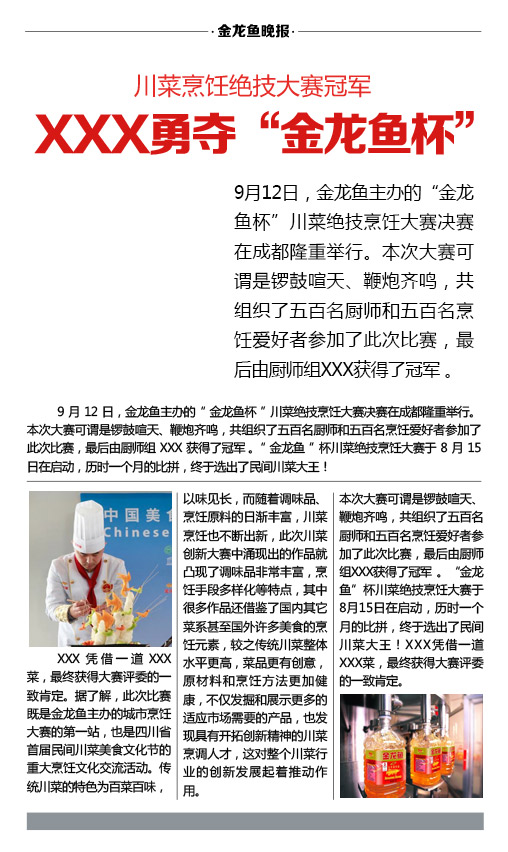 ·金龙鱼晚报·
川菜烹饪绝技大赛冠军
XXX勇夺“金龙鱼杯”
9月12日，金龙鱼主办的“金龙
鱼杯”川菜绝技烹饪大赛决赛
在成都隆重举行。本次大赛可
谓是锣鼓喧天、鞭炮齐鸣，共
组织了五百名厨师和五百名烹
饪爱好者参加了此次比赛，最
后由厨师组XXX获得了冠军。
9 月 12 日，金龙鱼主办的“金龙鱼杯”川菜绝技烹饪大赛决赛在成都隆重举行。
本次大赛可谓是锣鼓喧天、鞭炮齐鸣，共组织了五百名厨师和五百名烹饪爱好者参加了
此次比赛，最后由厨师组 XXX 获得了冠军。“金龙鱼”杯川菜绝技烹饪大赛于 8 月 15
日在启动，历时一个月的比拼，终于选出了民间川菜大王！
中国美食
Chinese
XXX 凭借一道 XXX
菜，最终获得大赛评委的一
致肯定。据了解，此次比赛
既是金龙鱼主办的城市烹饪
大赛的第一站，也是四川省
首届民间川菜美食文化节的
重大烹饪文化交流活动。传
统川菜的特色为百菜百味，
以味见长，而随着调味品、
烹饪原料的日渐丰富，川菜
烹饪也不断出新，此次川菜
创新大赛中涌现出的作品就
凸现了调味品非常丰富，烹
饪手段多样化等特点，其中
很多作品还借鉴了国内其它
菜系甚至国外许多美食的烹
饪元素，较之传统川菜整体
水平更高，菜品更有创意，
原材料和烹饪方法更加健
康，不仅发掘和展示更多的
适应市场需要的产品，也发
现具有开拓创新精神的川菜
烹调人才，这对整个川菜行
业的创新发展起着推动作
用。
本次大赛可谓是锣鼓喧天、
鞭炮齐鸣，共组织了五百名
厨师和五百名烹饪爱好者参
加了此次比赛，最后由厨师
组XXX获得了冠军 。“金龙
鱼”杯川菜绝技烹饪大赛于
8月15日在启动，历时一个
月的比拼，终于选出了民间
川菜大王！XXX凭借一道
XXX菜，最终获得大赛评委
的一致肯定。
金龙鱼
金龙鱼